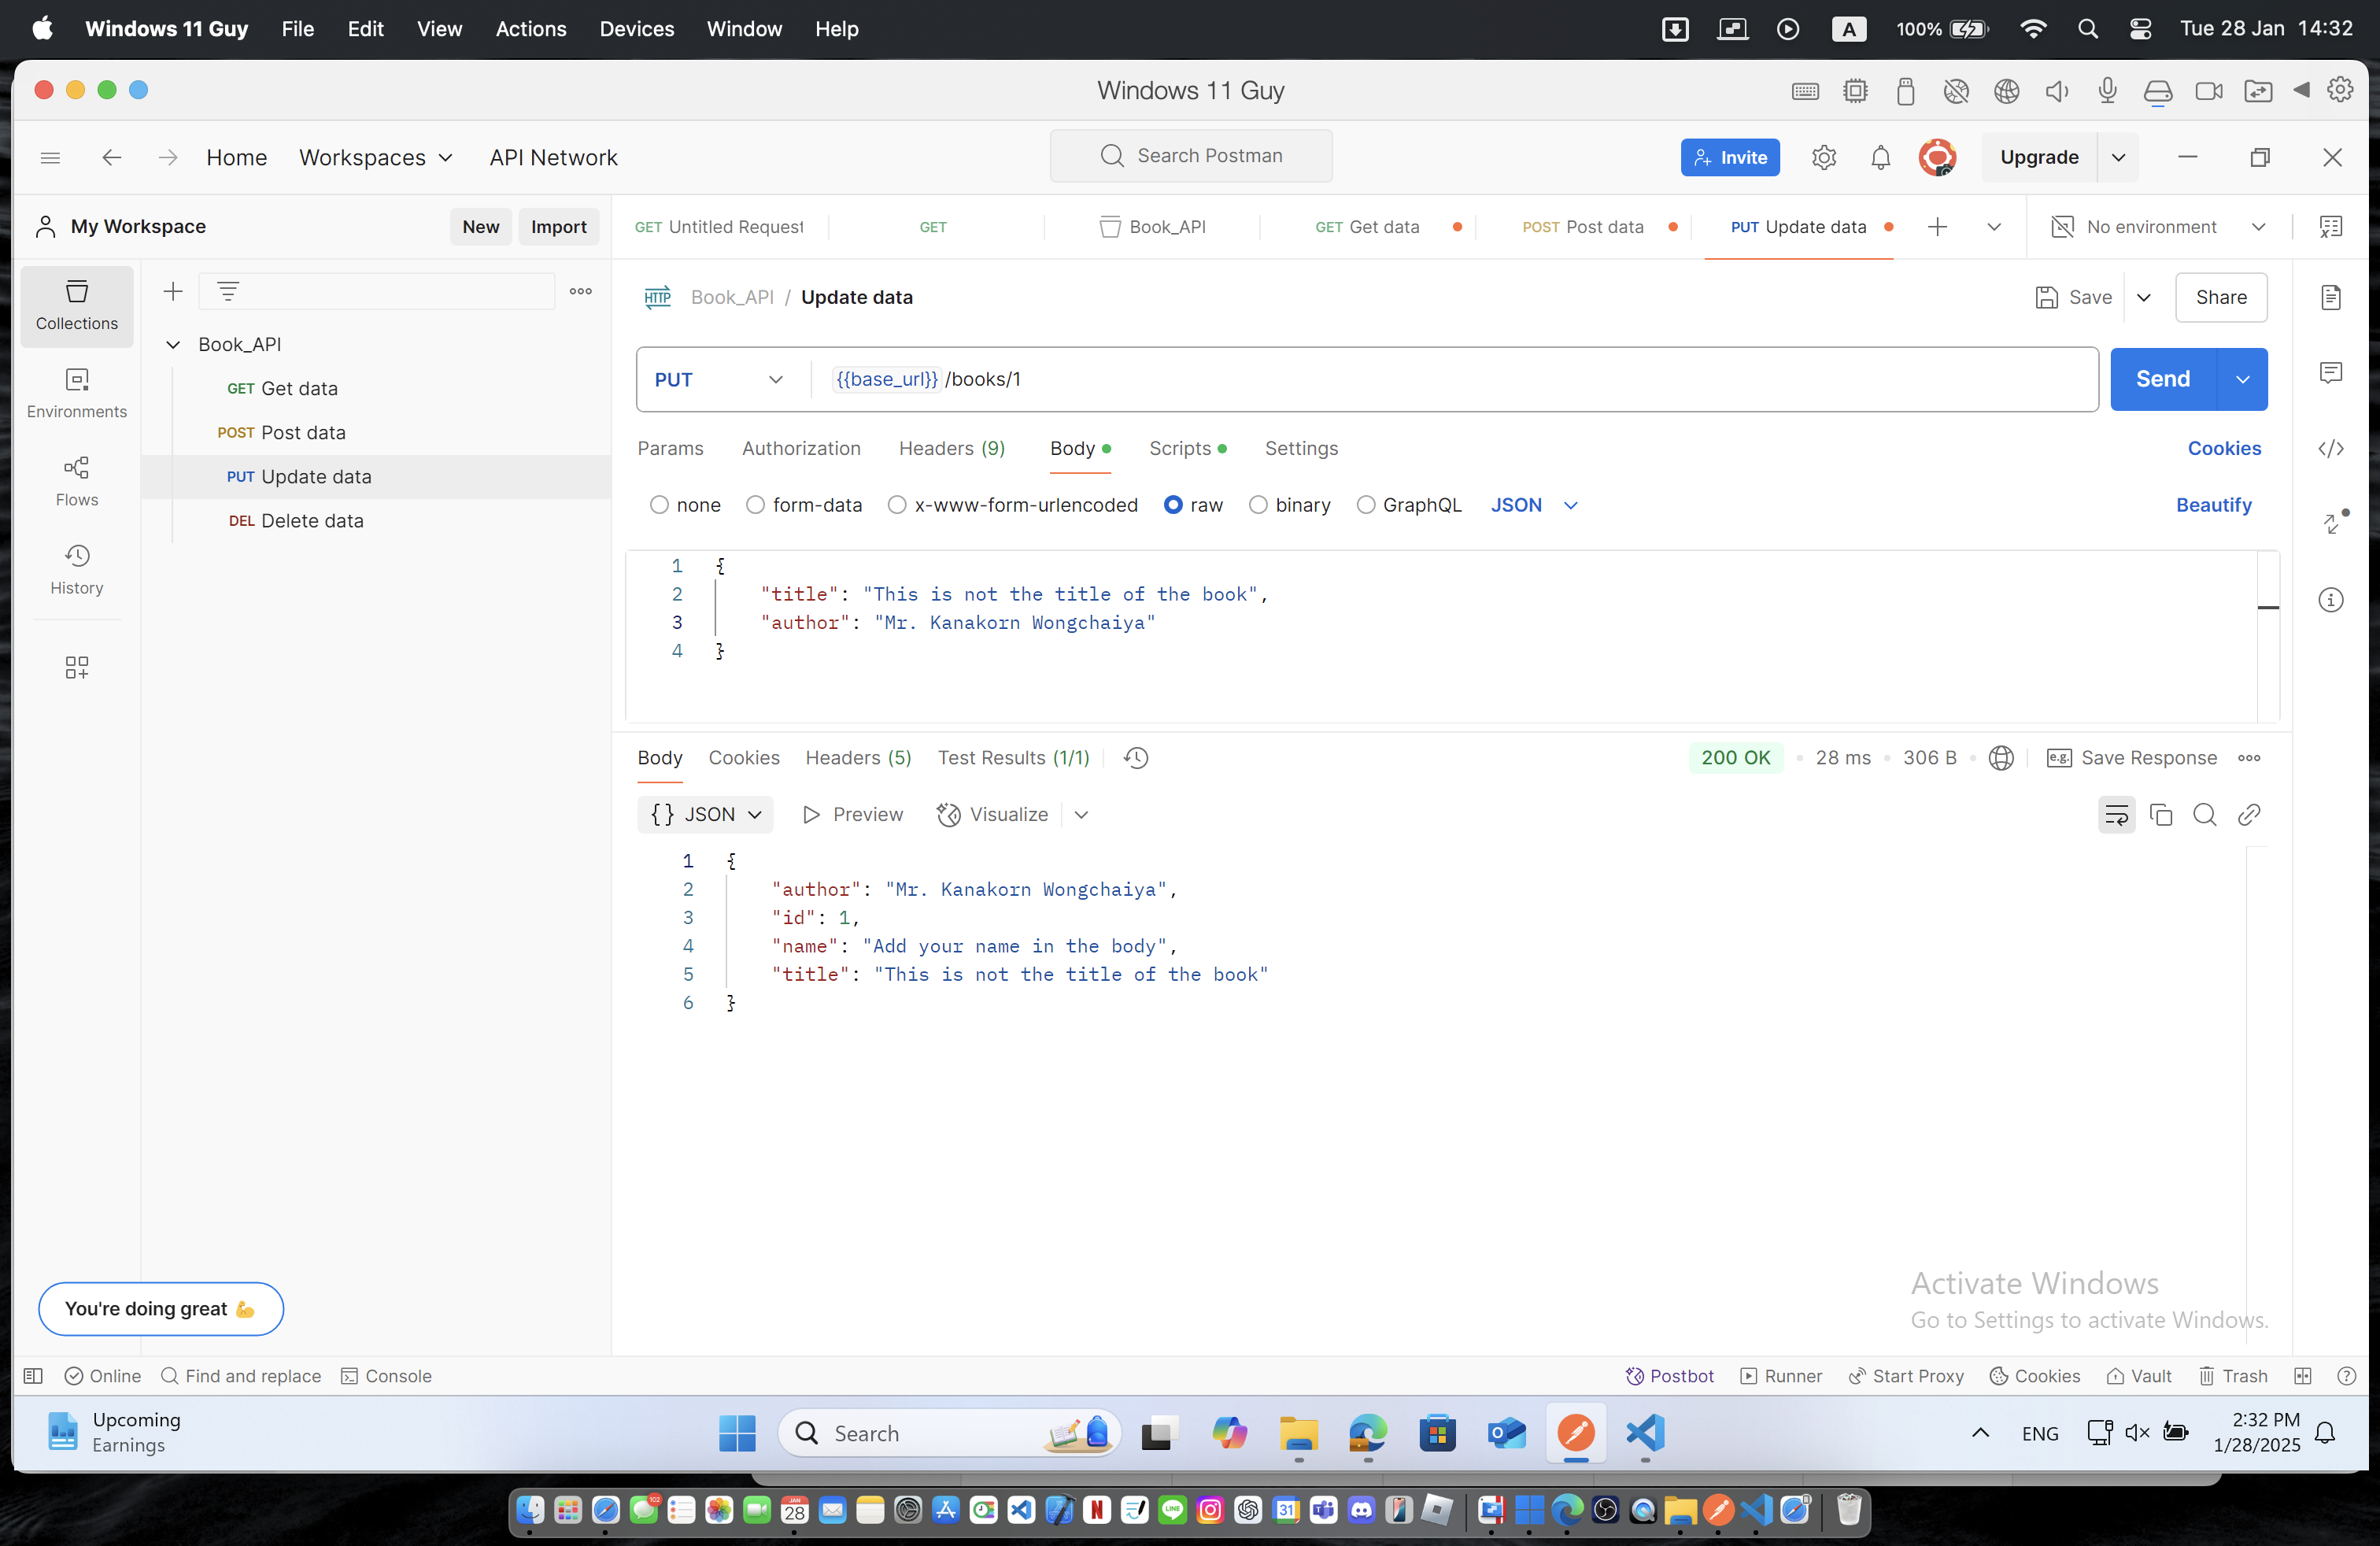 Windows 11 Guy File Edit View Actions Devices Window Help A 100% Tue 28 Jan 14:32
Windows 11 Guy
Home Workspaces API Network Search Postman Invite Upgrade
My Workspace New Import GET Untitled Request GET Book_API GET Get data POST Post data PUT Update data No environment
Collections
Environments
Flows
History
Book_API
GET Get data
POST Post data
PUT Update data
DEL Delete data
HTTP Book_API / Update data Save Share
PUT {{base_url}} /books/1 Send
Params Authorization Headers (9) Body Scripts Settings Cookies
none form-data x-www-form-urlencoded raw binary GraphQL JSON Beautify
1 {
2 "title": "This is not the title of the book",
3 "author": "Mr. Kanakorn Wongchaiya"
4 }
Body Cookies Headers (5) Test Results (1/1) 200 OK 28 ms 306 B e.g. Save Response
{} JSON Preview Visualize
1 {
2 "author": "Mr. Kanakorn Wongchaiya",
3 "id": 1,
4 "name": "Add your name in the body",
5 "title": "This is not the title of the book"
6 }
Activate Windows
Go to Settings to activate Windows.
You're doing great 💪
Online Find and replace Console Postbot Runner Start Proxy Cookies Vault Trash
Upcoming
Earnings
Search
ENG
2:32 PM
1/28/2025
102
JAN
28
N
LINE
31